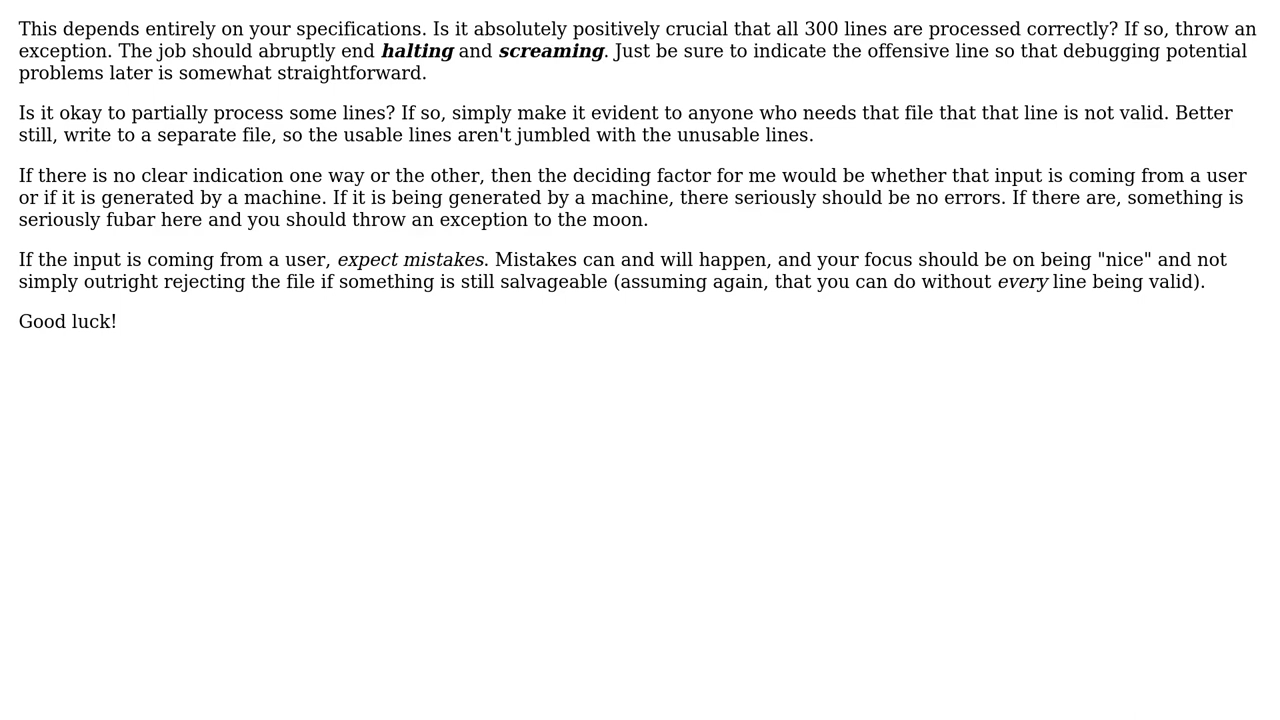 This depends entirely on your specifications. Is it absolutely positively crucial that all 300 lines are processed correctly? If so, throw an
exception. The job should abruptly end halting and screaming. Just be sure to indicate the offensive line so that debugging potential
problems later is somewhat straightforward.
Is it okay to partially process some lines? If so, simply make it evident to anyone who needs that file that that line is not valid. Better
still, write to a separate file, so the usable lines aren't jumbled with the unusable lines.
If there is no clear indication one way or the other, then the deciding factor for me would be whether that input is coming from a user
or if it is generated by a machine. If it is being generated by a machine, there seriously should be no errors. If there are, something is
seriously fubar here and you should throw an exception to the moon.
If the input is coming from a user, expect mistakes. Mistakes can and will happen, and your focus should be on being "nice" and not
simply outright rejecting the file if something is still salvageable (assuming again, that you can do without every line being valid).
Good luck!